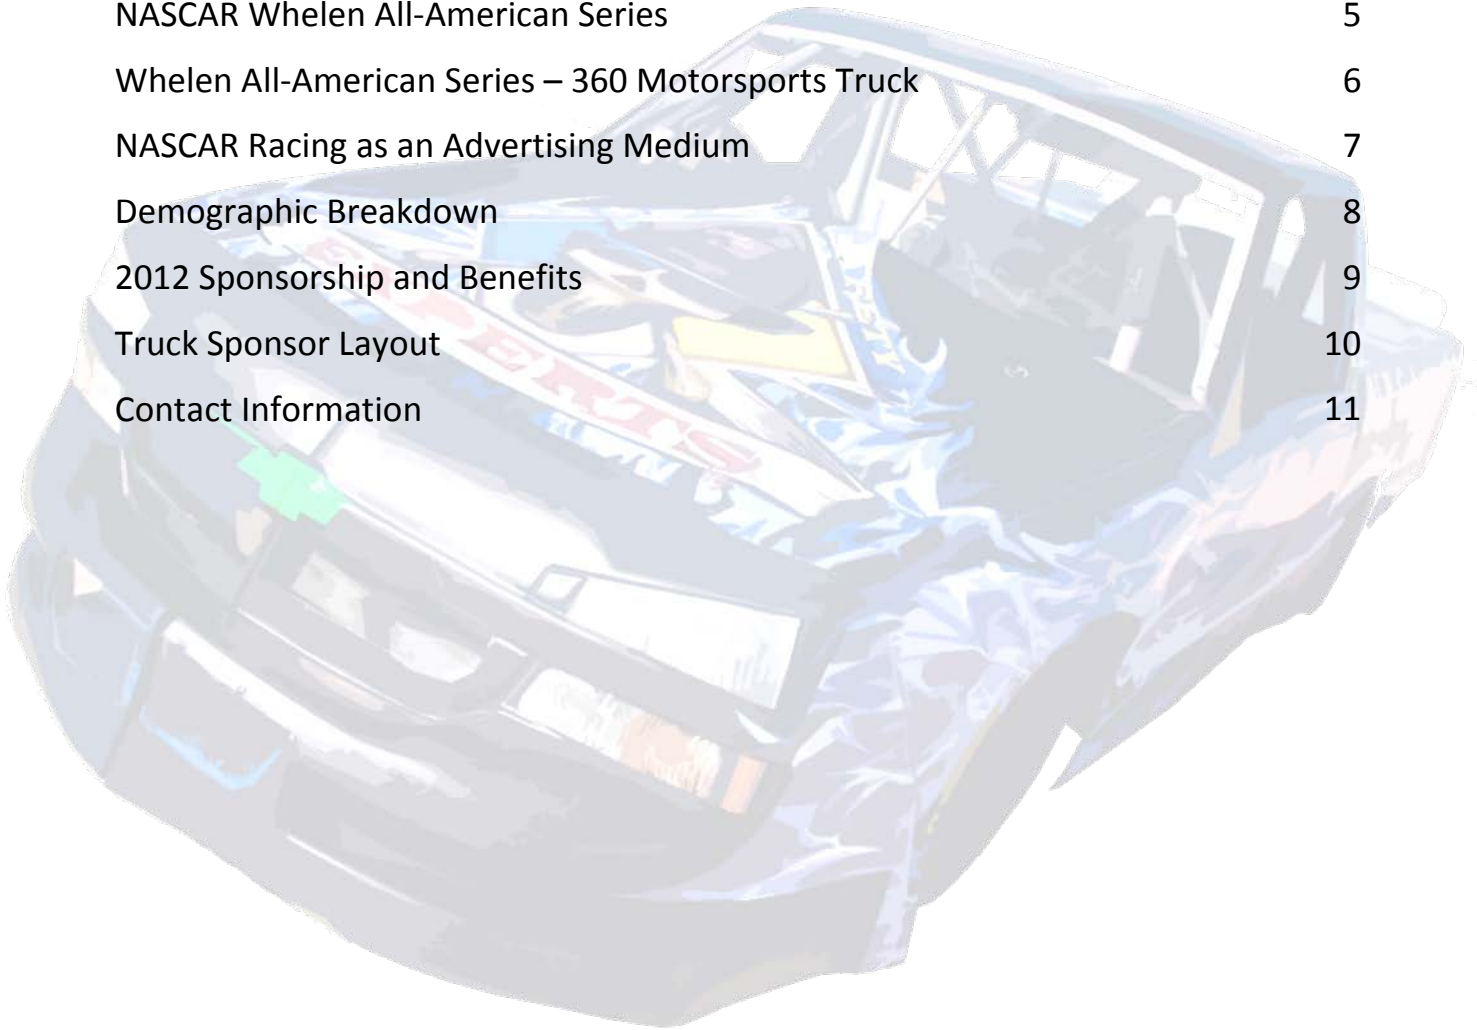 NASCAR Whelen All-American Series 5
Whelen All-American Series – 360 Motorsports Truck 6
NASCAR Racing as an Advertising Medium 7
Demographic Breakdown 8
2012 Sponsorship and Benefits 9
Truck Sponsor Layout 10
Contact Information 11